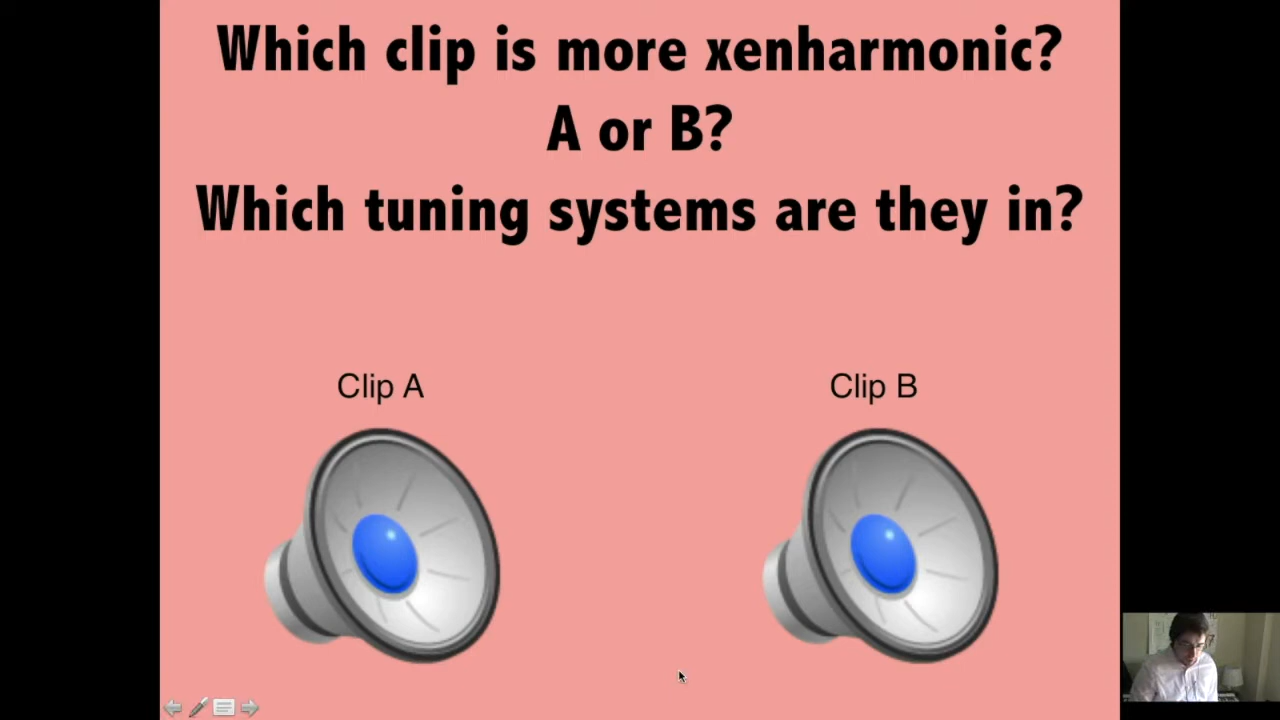 Which clip is more xenharmonic?
A or B?
Which tuning systems are they in?
Clip A
Clip B